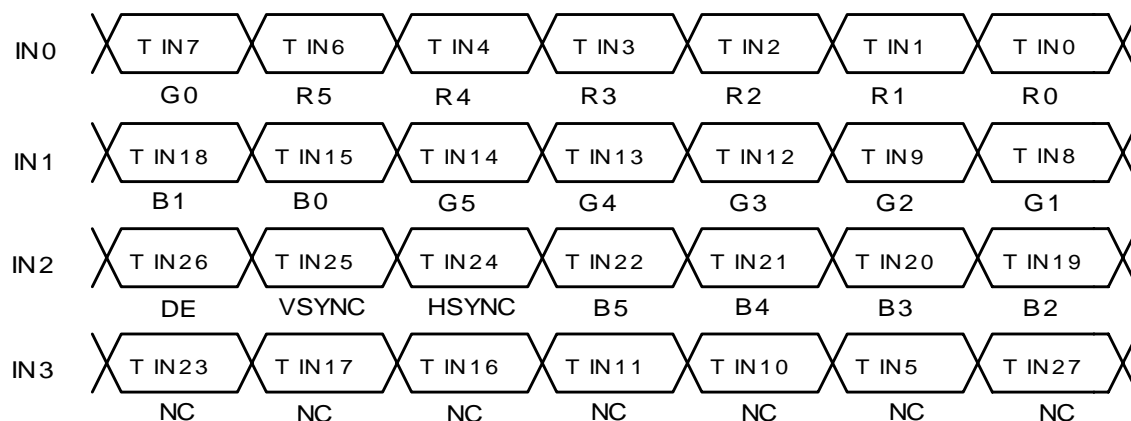 IN0 T IN7 T IN6 T IN4 T IN3 T IN2 T IN1 T IN0
G0 R5 R4 R3 R2 R1 R0
IN1 T IN18 T IN15 T IN14 T IN13 T IN12 T IN9 T IN8
B1 B0 G5 G4 G3 G2 G1
IN2 T IN26 T IN25 T IN24 T IN22 T IN21 T IN20 T IN19
DE VSYNC HSYNC B5 B4 B3 B2
IN3 T IN23 T IN17 T IN16 T IN11 T IN10 T IN5 T IN27
NC NC NC NC NC NC NC